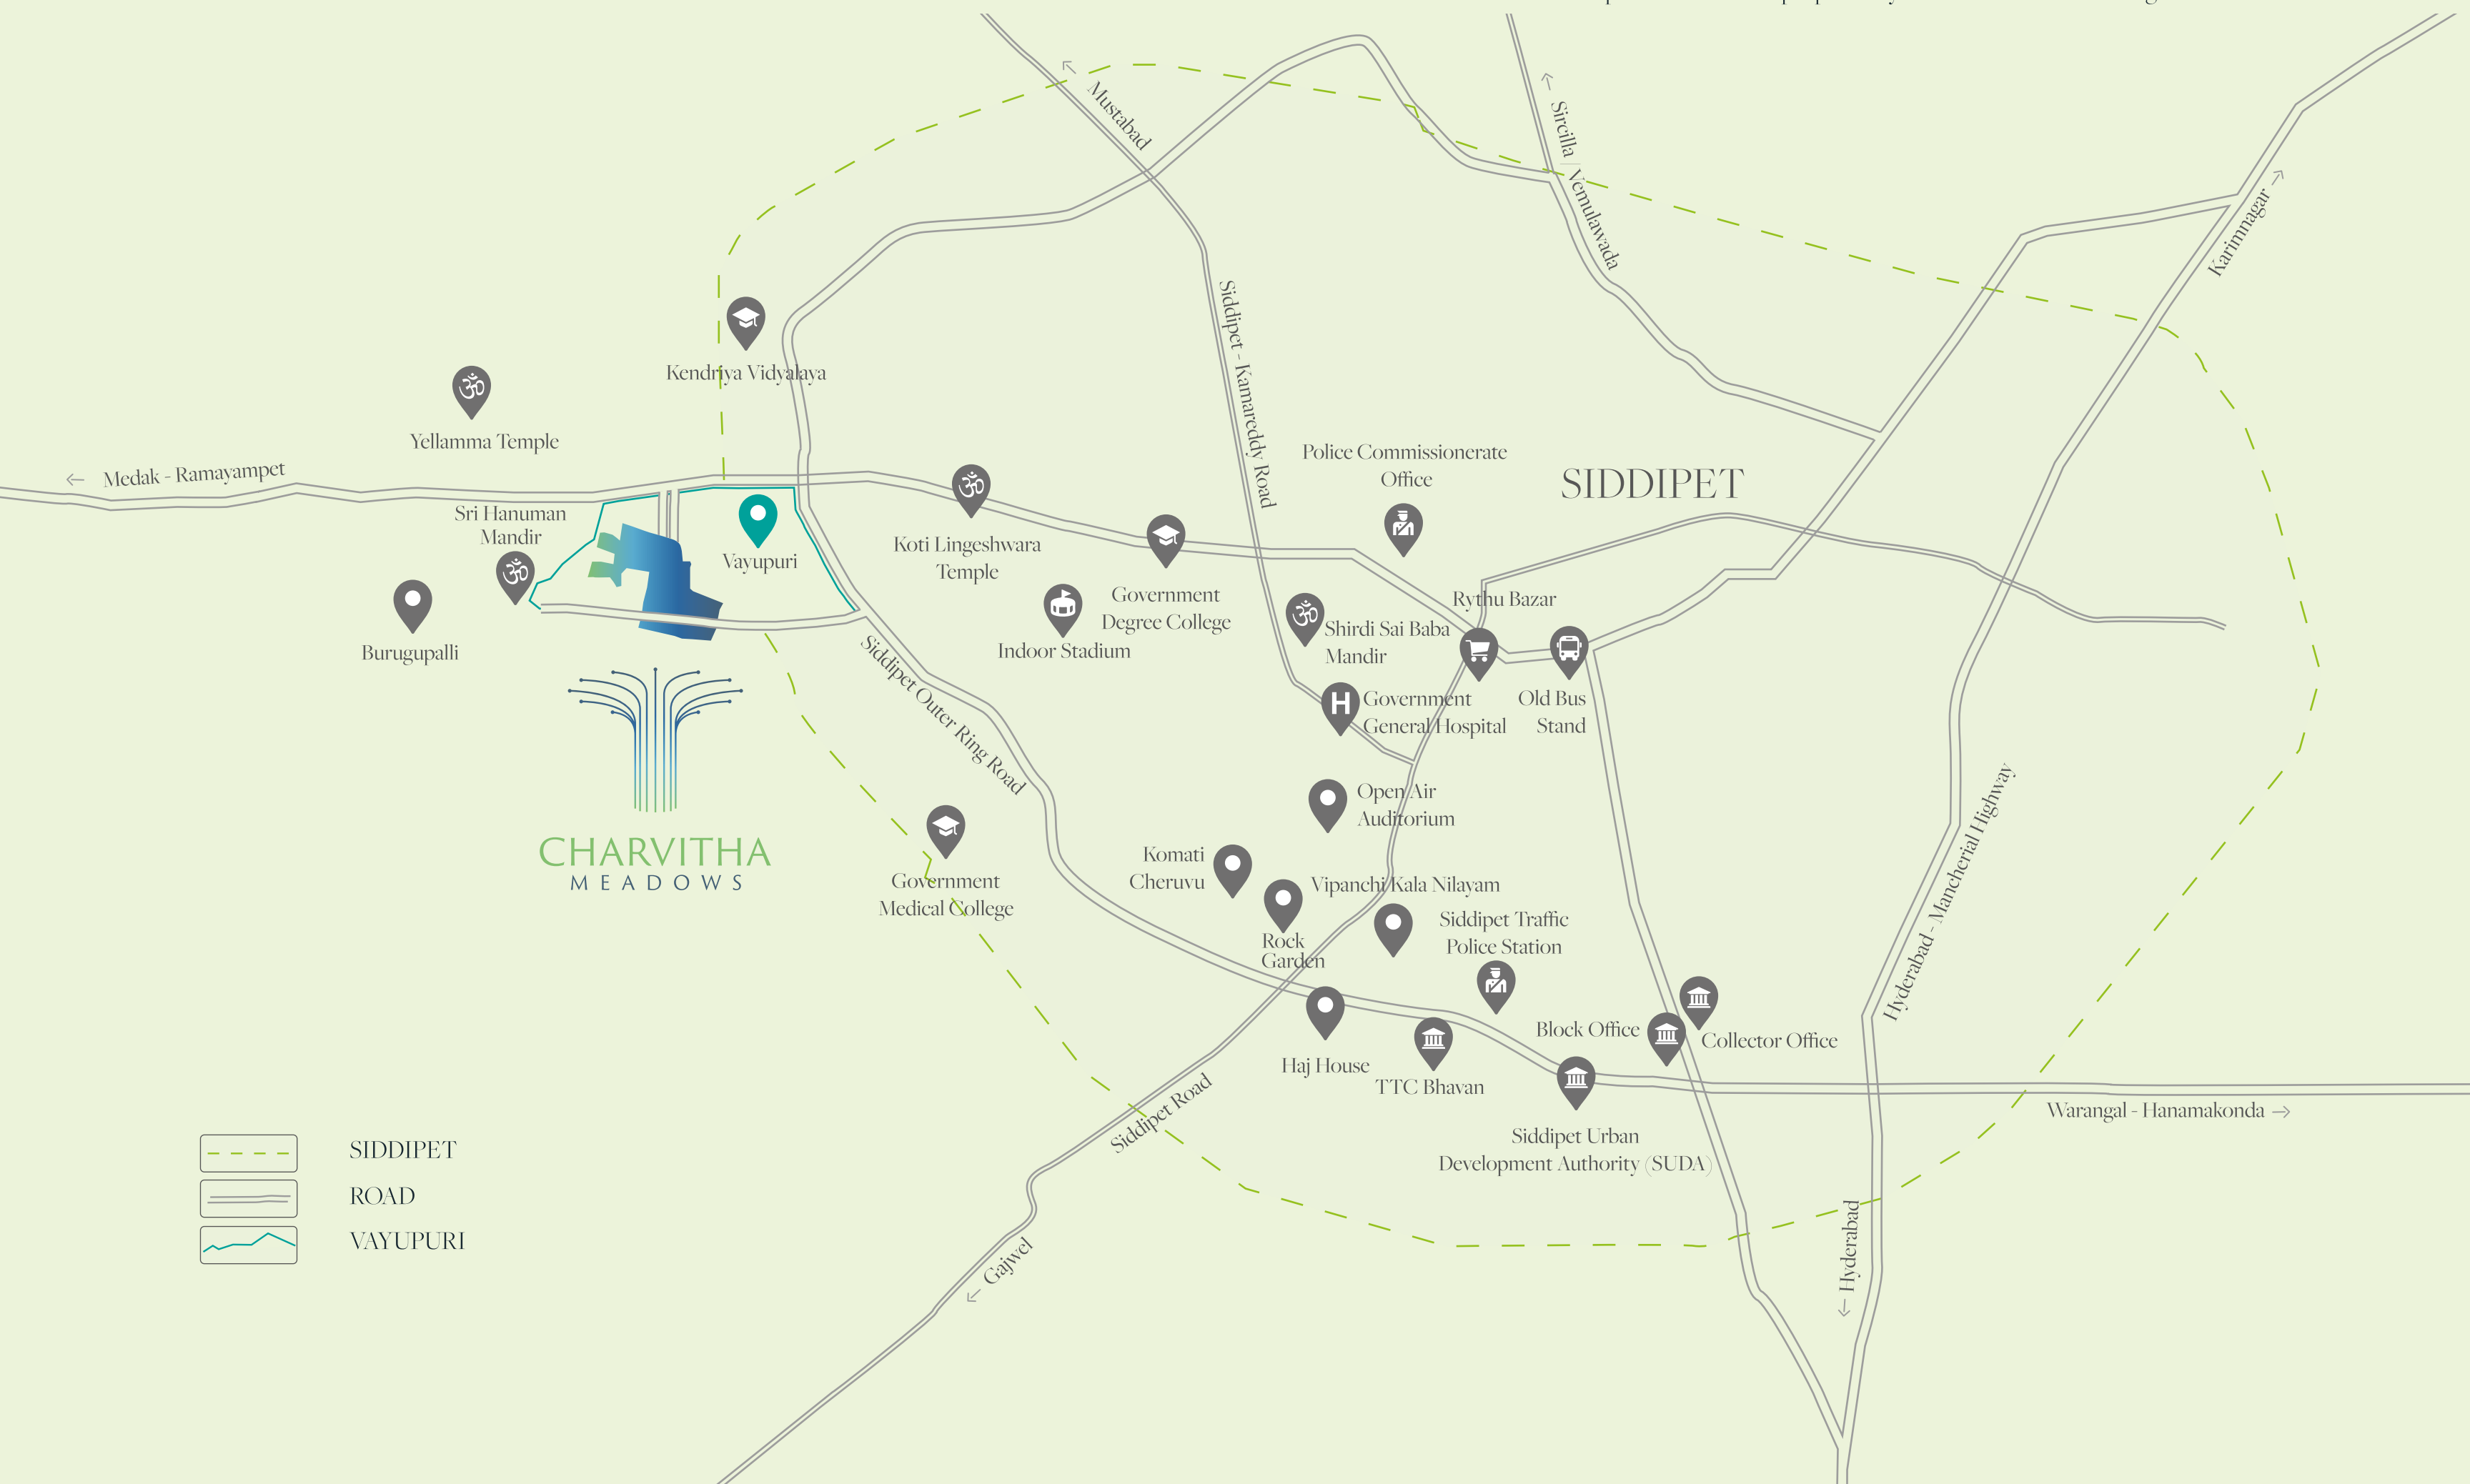 Mustabad
Sircilla | Vemulawada
Karimnagar
Siddipet - Kamareddy Road
Kendriya Vidyalaya
Yellamma Temple
Medak - Ramayampet
Police Commissionerate
Office
SIDDIPET
Sri Hanuman
Mandir
Vayupuri
Koti Lingeshwara
Temple
Government
Degree College
Rythu Bazar
Burugupalli
Indoor Stadium
Shirdi Sai Baba
Mandir
Siddipet Outer Ring Road
Government
General Hospital
Old Bus
Stand
Open Air
Auditorium
Hyderabad - Mancherial Highway
CHARVITHA
MEADOWS
Government
Medical College
Komati
Cheruvu
Vipanchi Kala Nilayam
Rock
Garden
Siddipet Traffic
Police Station
Block Office
Collector Office
Haj House
TTC Bhavan
Siddipet Road
Siddipet Urban
Development Authority (SUDA)
Warangal - Hanamakonda
Hyderabad
Gajwel
SIDDIPET
ROAD
VAYUPURI